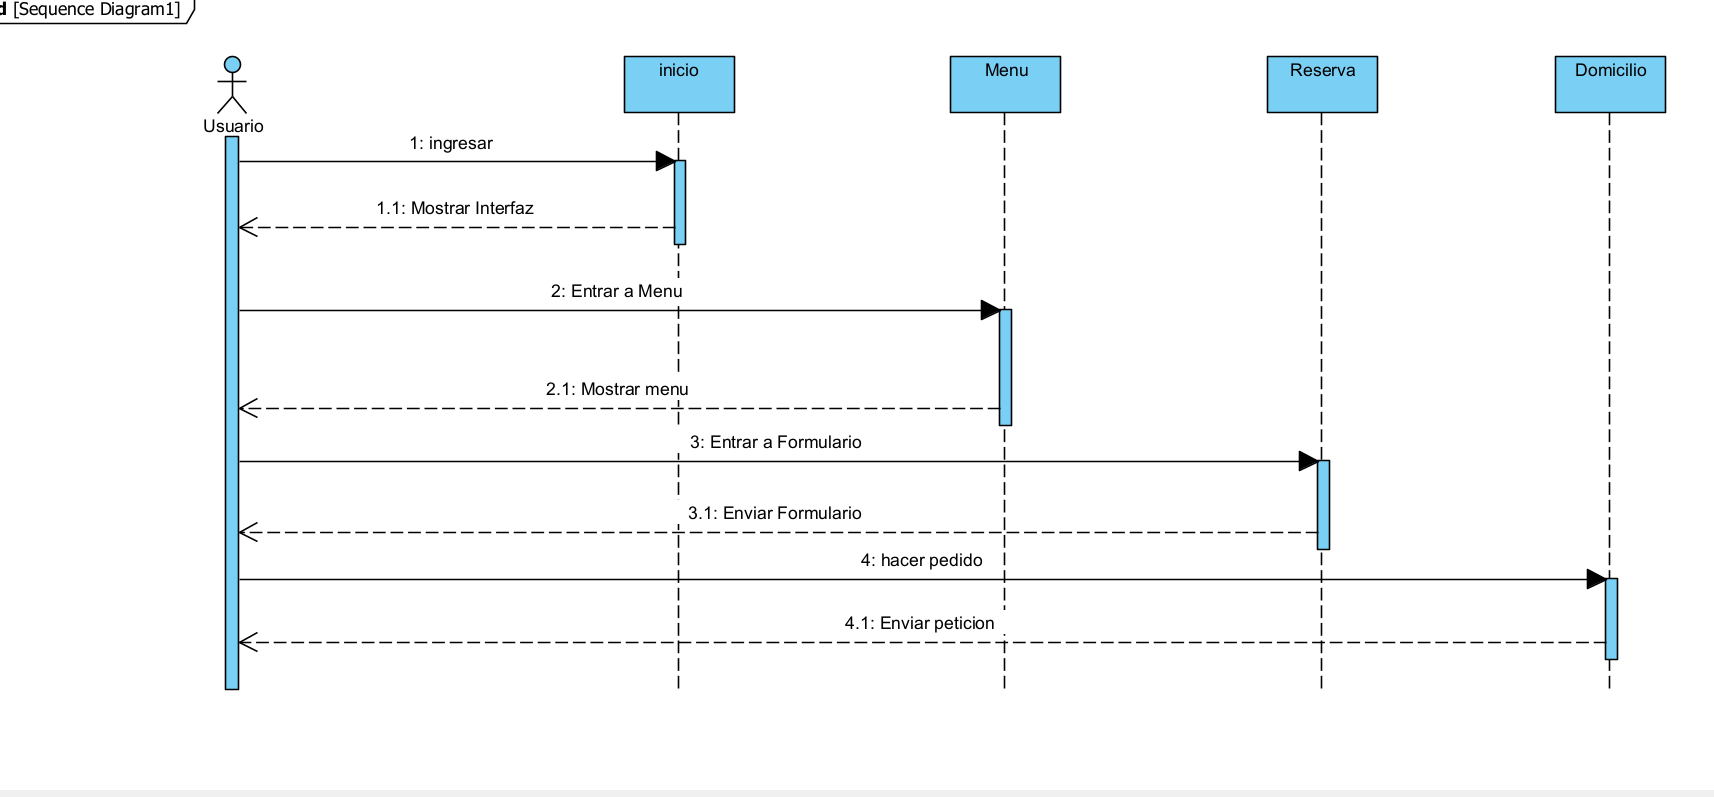 d [Sequence Diagram1]
Usuario
inicio
Menu
Reserva
Domicilio
1: ingresar
1.1: Mostrar Interfaz
2: Entrar a Menu
2.1: Mostrar menu
3: Entrar a Formulario
3.1: Enviar Formulario
4: hacer pedido
4.1: Enviar peticion